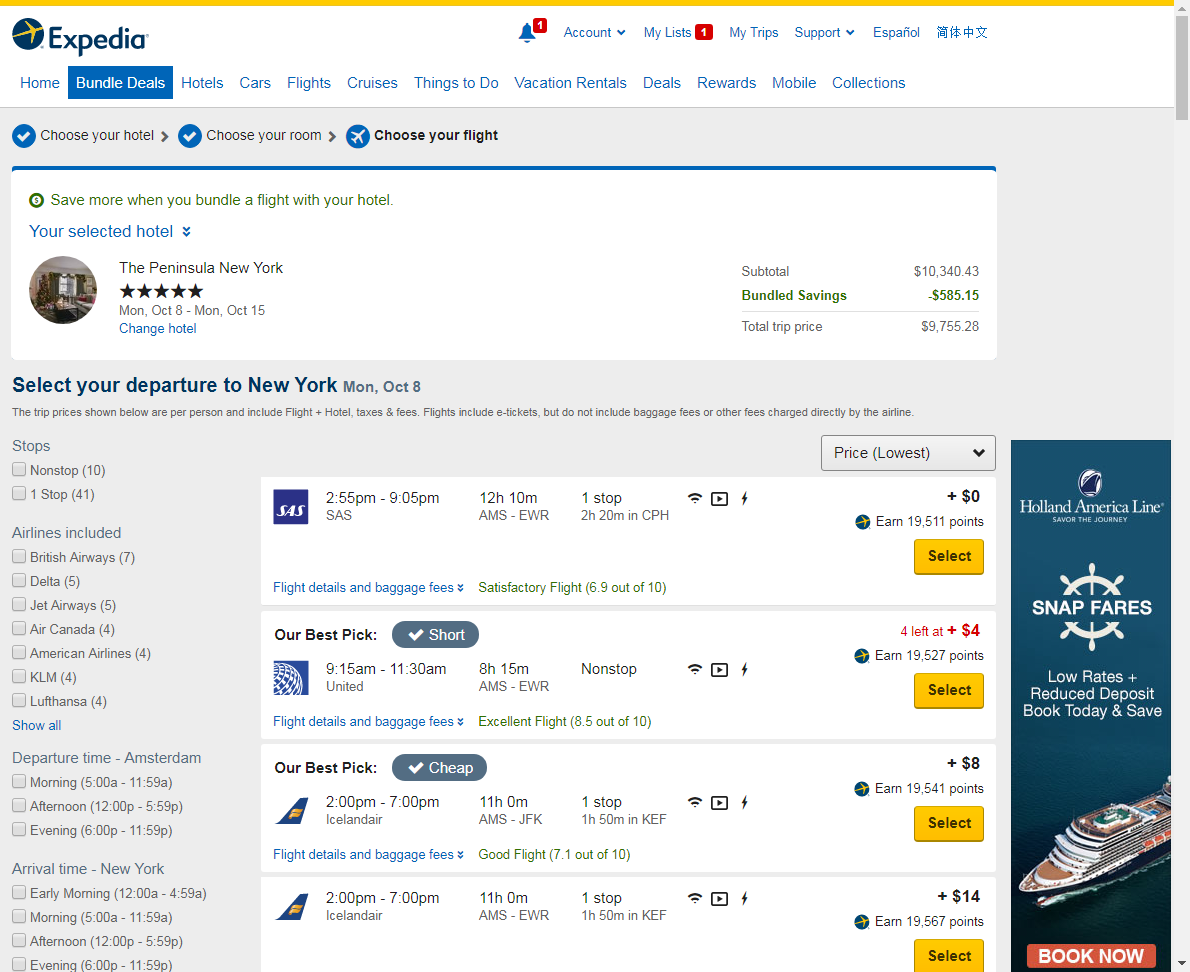 Expedia
1
Account
My Lists 1
My Trips
Support
Español
简体中文
Home
Bundle Deals
Hotels
Cars
Flights
Cruises
Things to Do
Vacation Rentals
Deals
Rewards
Mobile
Collections
Choose your hotel
Choose your room
Choose your flight
Save more when you bundle a flight with your hotel.
Your selected hotel
The Peninsula New York
Mon, Oct 8 - Mon, Oct 15
Change hotel
Subtotal $10,340.43
Bundled Savings -$585.15
Total trip price $9,755.28
Select your departure to New York Mon, Oct 8
The trip prices shown below are per person and include Flight + Hotel, taxes & fees. Flights include e-tickets, but do not include baggage fees or other fees charged directly by the airline.
Stops
Nonstop (10)
1 Stop (41)
Airlines included
British Airways (7)
Delta (5)
Jet Airways (5)
Air Canada (4)
American Airlines (4)
KLM (4)
Lufthansa (4)
Show all
Departure time - Amsterdam
Morning (5:00a - 11:59a)
Afternoon (12:00p - 5:59p)
Evening (6:00p - 11:59p)
Arrival time - New York
Early Morning (12:00a - 4:59a)
Morning (5:00a - 11:59a)
Afternoon (12:00p - 5:59p)
Evening (6:00p - 11:59p)
Price (Lowest)
SAS
2:55pm - 9:05pm 12h 10m 1 stop + $0
SAS AMS - EWR 2h 20m in CPH
Earn 19,511 points
Select
Flight details and baggage fees Satisfactory Flight (6.9 out of 10)
Our Best Pick: Short
4 left at + $4
9:15am - 11:30am 8h 15m Nonstop
Earn 19,527 points
United AMS - EWR
Select
Flight details and baggage fees Excellent Flight (8.5 out of 10)
Our Best Pick: Cheap
+ $8
Earn 19,541 points
2:00pm - 7:00pm 11h 0m 1 stop
Icelandair AMS - JFK 1h 50m in KEF
Select
Flight details and baggage fees Good Flight (7.1 out of 10)
2:00pm - 7:00pm 11h 0m 1 stop + $14
Icelandair AMS - EWR 1h 50m in KEF
Earn 19,567 points
Select
Holland America Line®
SAVOR THE JOURNEY
SNAP FARES
Low Rates +
Reduced Deposit
Book Today & Save
BOOK NOW